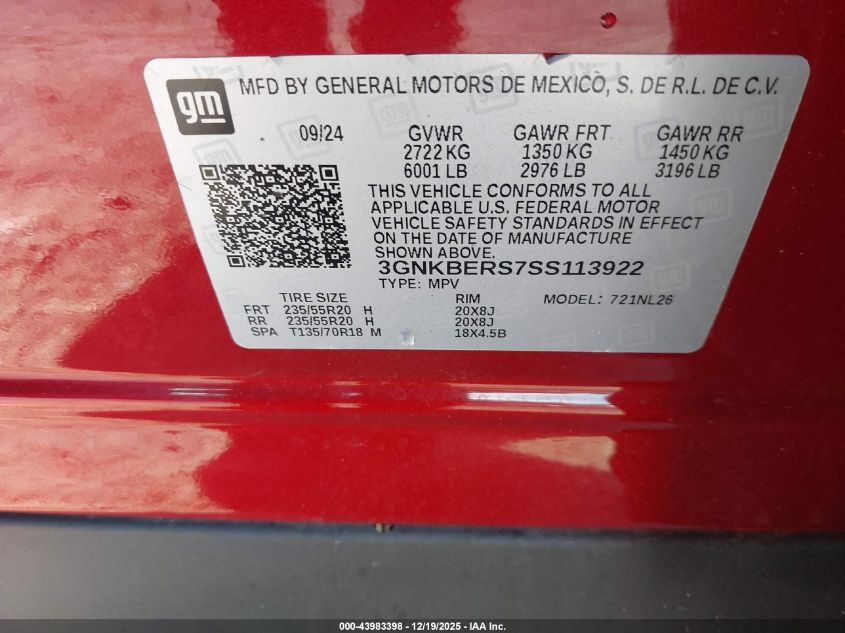 gm
MFD BY GENERAL MOTORS DE MEXICO, S. DE R.L. DE C.V.
09/24 GVWR GAWR FRT GAWR RR
2722 KG 1350 KG 1450 KG
6001 LB 2976 LB 3196 LB
THIS VEHICLE CONFORMS TO ALL
APPLICABLE U.S. FEDERAL MOTOR
VEHICLE SAFETY STANDARDS IN EFFECT
ON THE DATE OF MANUFACTURE
SHOWN ABOVE.
3GNKBERS7SS113922
TYPE: MPV
TIRE SIZE RIM MODEL: 721NL26
FRT 235/55R20 H 20X8J
RR 235/55R20 H 20X8J
SPA T135/70R18 M 18X4.5B
000-43983398 - 12/19/2025 - IAA Inc.